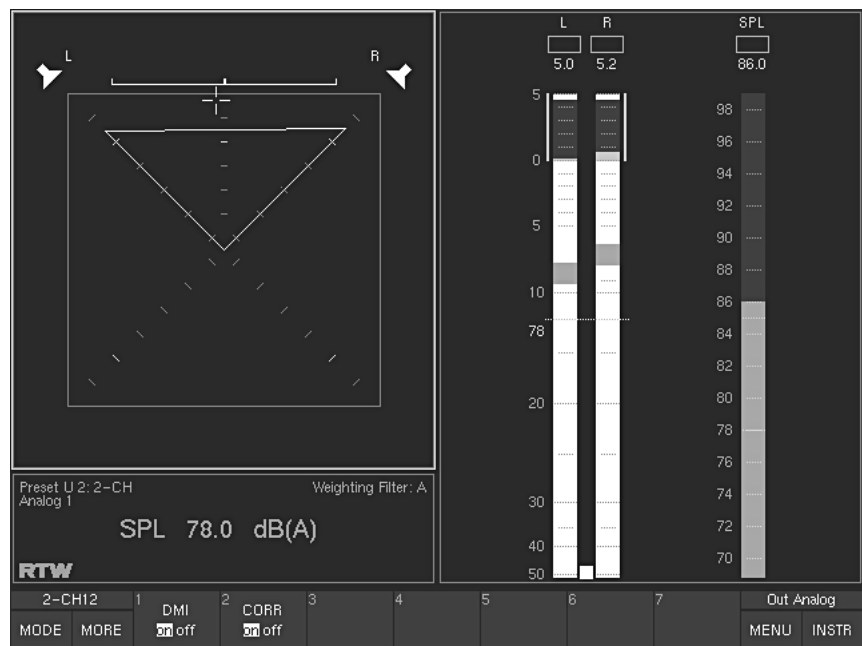 L
R
L R SPL
5.0 5.2 86.0
5
0
5
10
78
20
30
40
50
98
96
94
92
90
88
86
84
82
80
78
76
74
72
70
Preset U 2: 2-CH Weighting Filter: A
Analog 1
SPL 78.0 dB(A)
RTW
2-CH12 1 2 3 4 5 6 7 Out Analog
DMI CORR
MODE MORE on off on off MENU INSTR